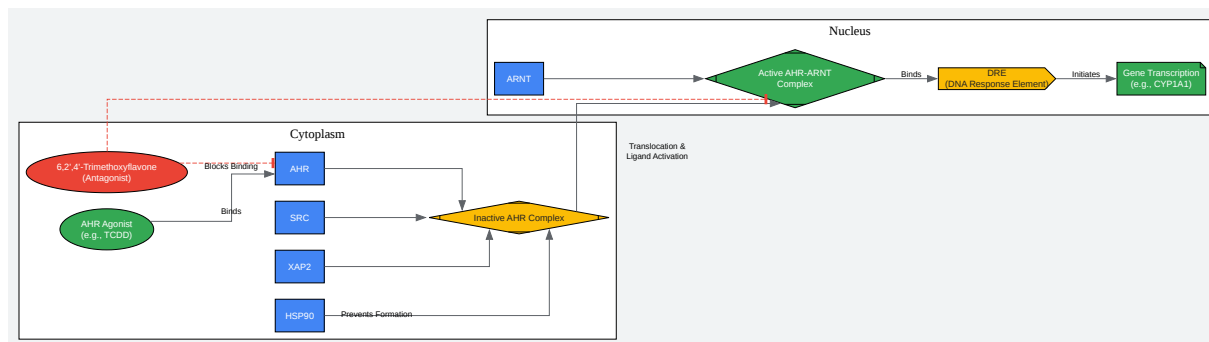 Nucleus
ARNT
Active AHR-ARNT
Complex
Binds
DRE
(DNA Response Element)
Initiates
Gene Transcription
(e.g., CYP1A1)
Cytoplasm
Translocation &
Ligand Activation
6,2',4'-Trimethoxyflavone
(Antagonist)
Blocks Binding
AHR
Binds
AHR Agonist
(e.g., TCDD)
SRC
Inactive AHR Complex
XAP2
HSP90
Prevents Formation